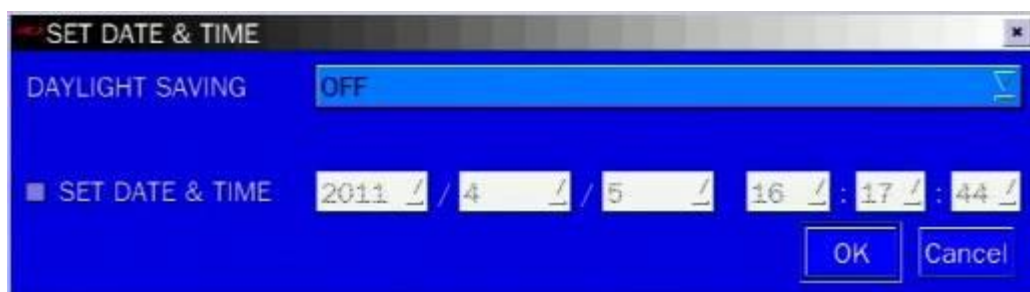 SET DATE & TIME
DAYLIGHT SAVING OFF
SET DATE & TIME 2011 / 4 / 5 16 : 17 : 44
OK Cancel